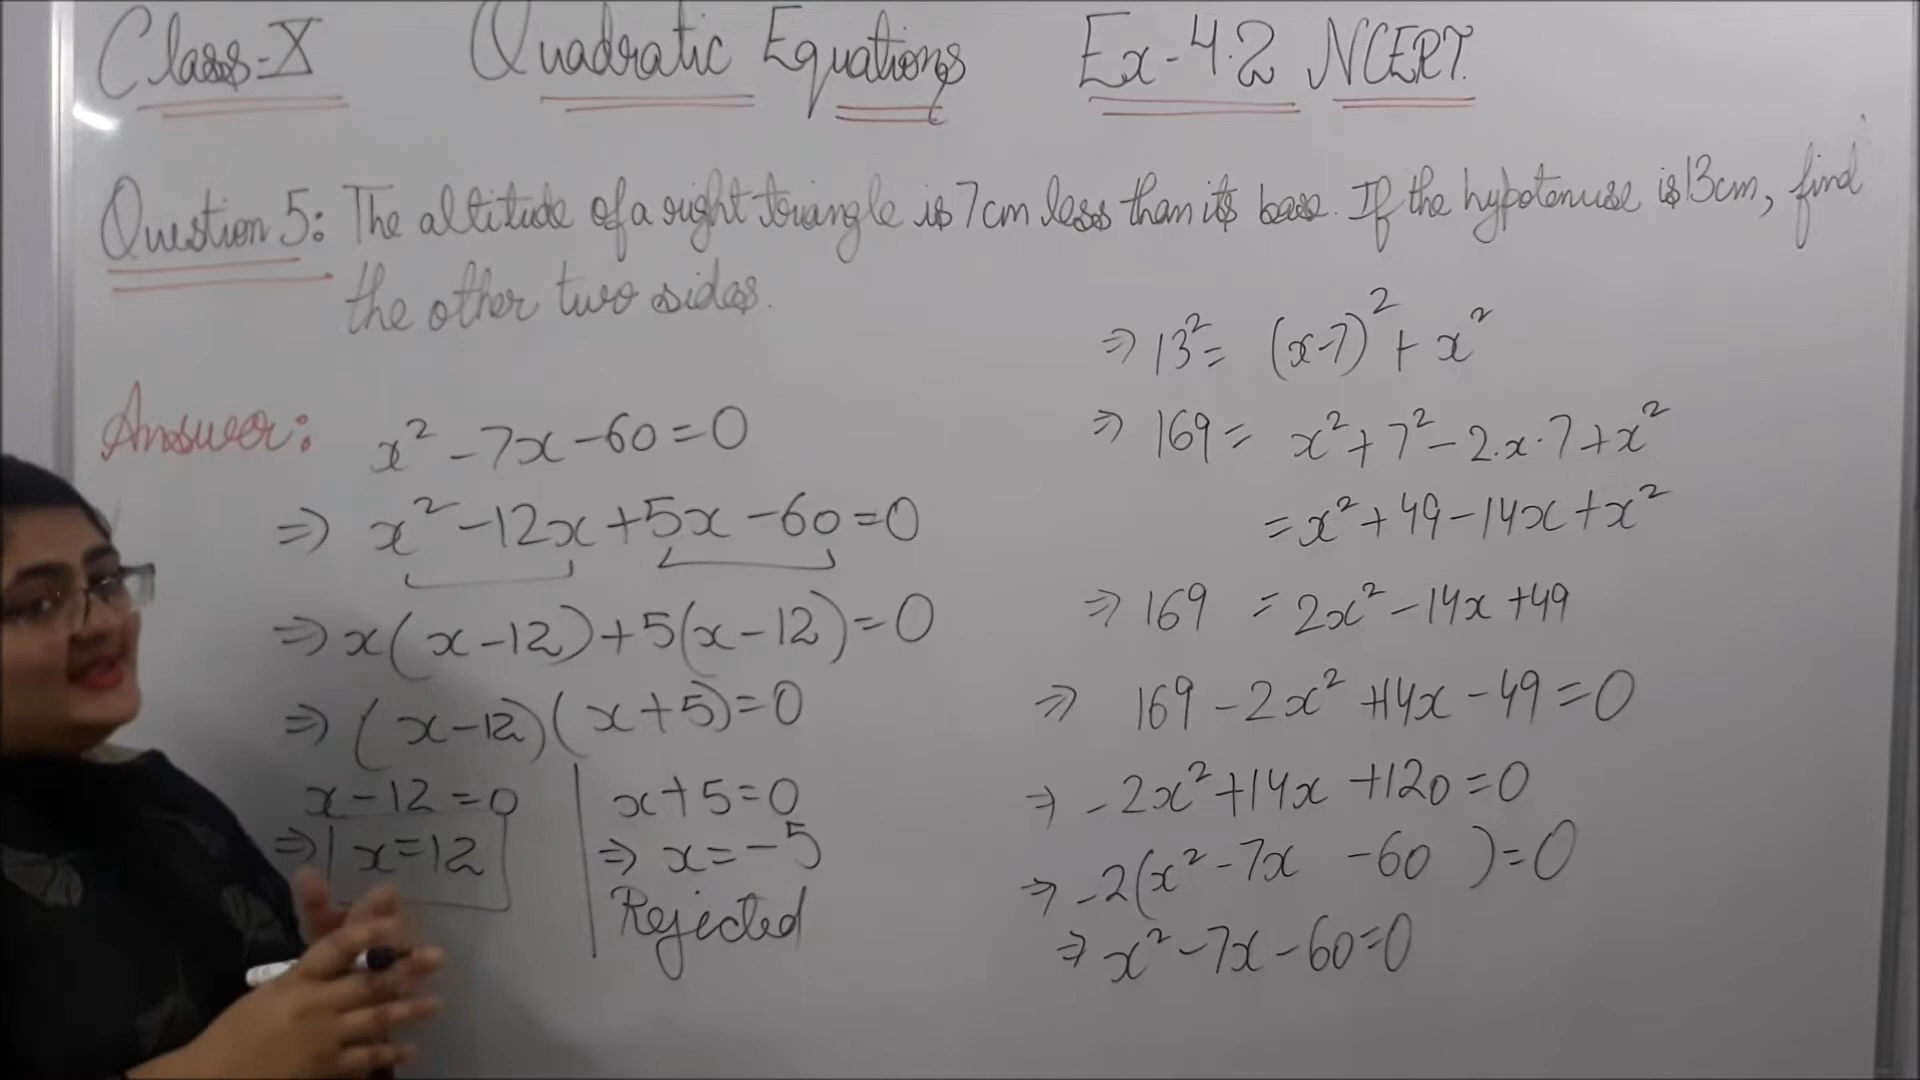 Class-X Quadratic Equations Ex-4.2 NCERT.
Question 5: The altitude of a right triangle is 7cm less than its base. If the hypotenuse is 13cm, find
the other two sides.
Answer: x² - 7x - 60 = 0
⇒ x² - 12x + 5x - 60 = 0
⇒ x(x - 12) + 5(x - 12) = 0
⇒ (x - 12)(x + 5) = 0
x - 12 = 0 | x + 5 = 0
⇒ x = 12 | ⇒ x = -5
Rejected
⇒ 13² = (x - 7)² + x²
⇒ 169 = x² + 7² - 2.x.7 + x²
= x² + 49 - 14x + x²
⇒ 169 = 2x² - 14x + 49
⇒ 169 - 2x² + 14x - 49 = 0
⇒ -2x² + 14x + 120 = 0
⇒ -2(x² - 7x - 60) = 0
⇒ x² - 7x - 60 = 0